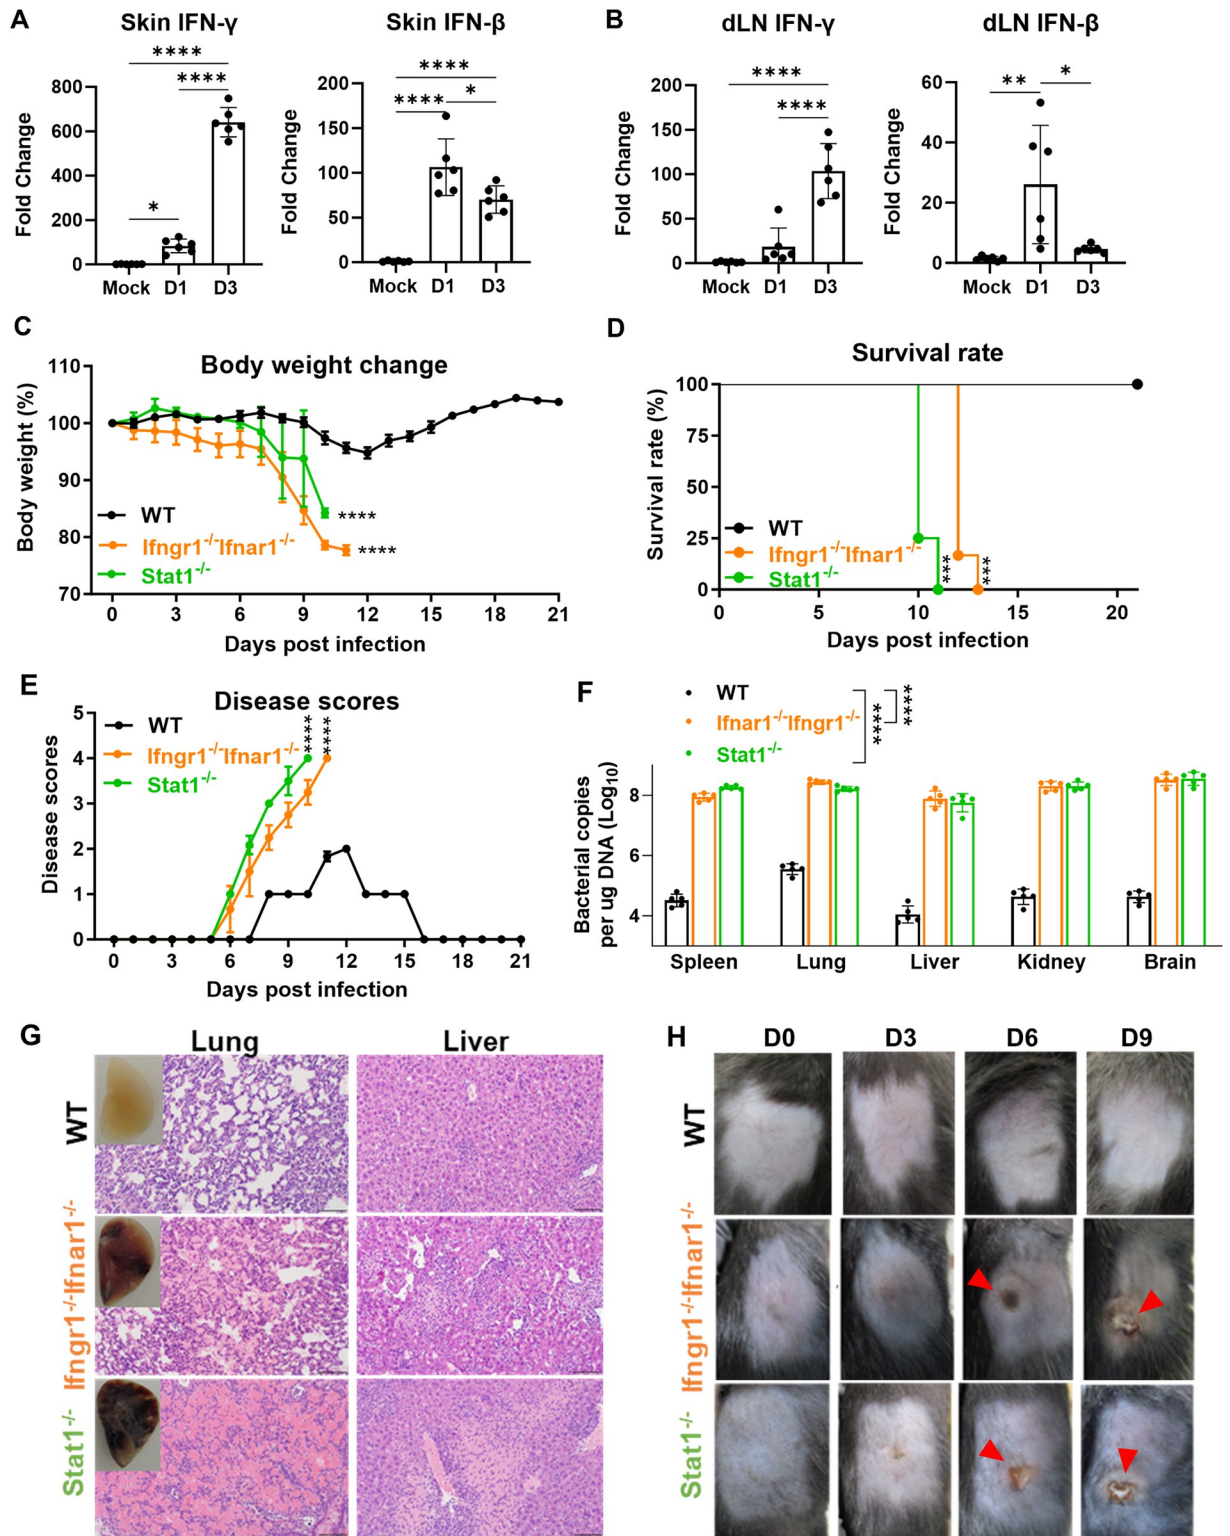 A
Skin IFN-γ
Skin IFN-β
B
dLN IFN-γ
dLN IFN-β
****
****
*
Fold Change
800
600
400
200
0
Mock D1 D3
****
****
*
Fold Change
200
150
100
50
0
Mock D1 D3
****
****
Fold Change
200
150
100
50
0
Mock D1 D3
**
*
Fold Change
60
40
20
0
Mock D1 D3
C
Body weight change
Body weight (%)
110
100
90
80
70
WT
Ifngr1-/-Ifnar1-/-
Stat1-/-
****
****
0 3 6 9 12 15 18 21
Days post infection
D
Survival rate
Survival rate (%)
100
75
50
25
0
WT
Ifngr1-/-Ifnar1-/-
Stat1-/-
***
***
0 5 10 15 20
Days post infection
E
Disease scores
Disease scores
5
4
3
2
1
0
WT
Ifngr1-/-Ifnar1-/-
Stat1-/-
****
****
0 3 6 9 12 15 18 21
Days post infection
F
WT
Ifnar1-/-Ifngr1-/-
Stat1-/-
****
****
Bacterial copies
per ug DNA (Log10)
8
6
4
Spleen Lung Liver Kidney Brain
G
Lung Liver
WT
Ifngr1-/-Ifnar1-/-
Stat1-/-
H
D0 D3 D6 D9
WT
Ifngr1-/-Ifnar1-/-
Stat1-/-